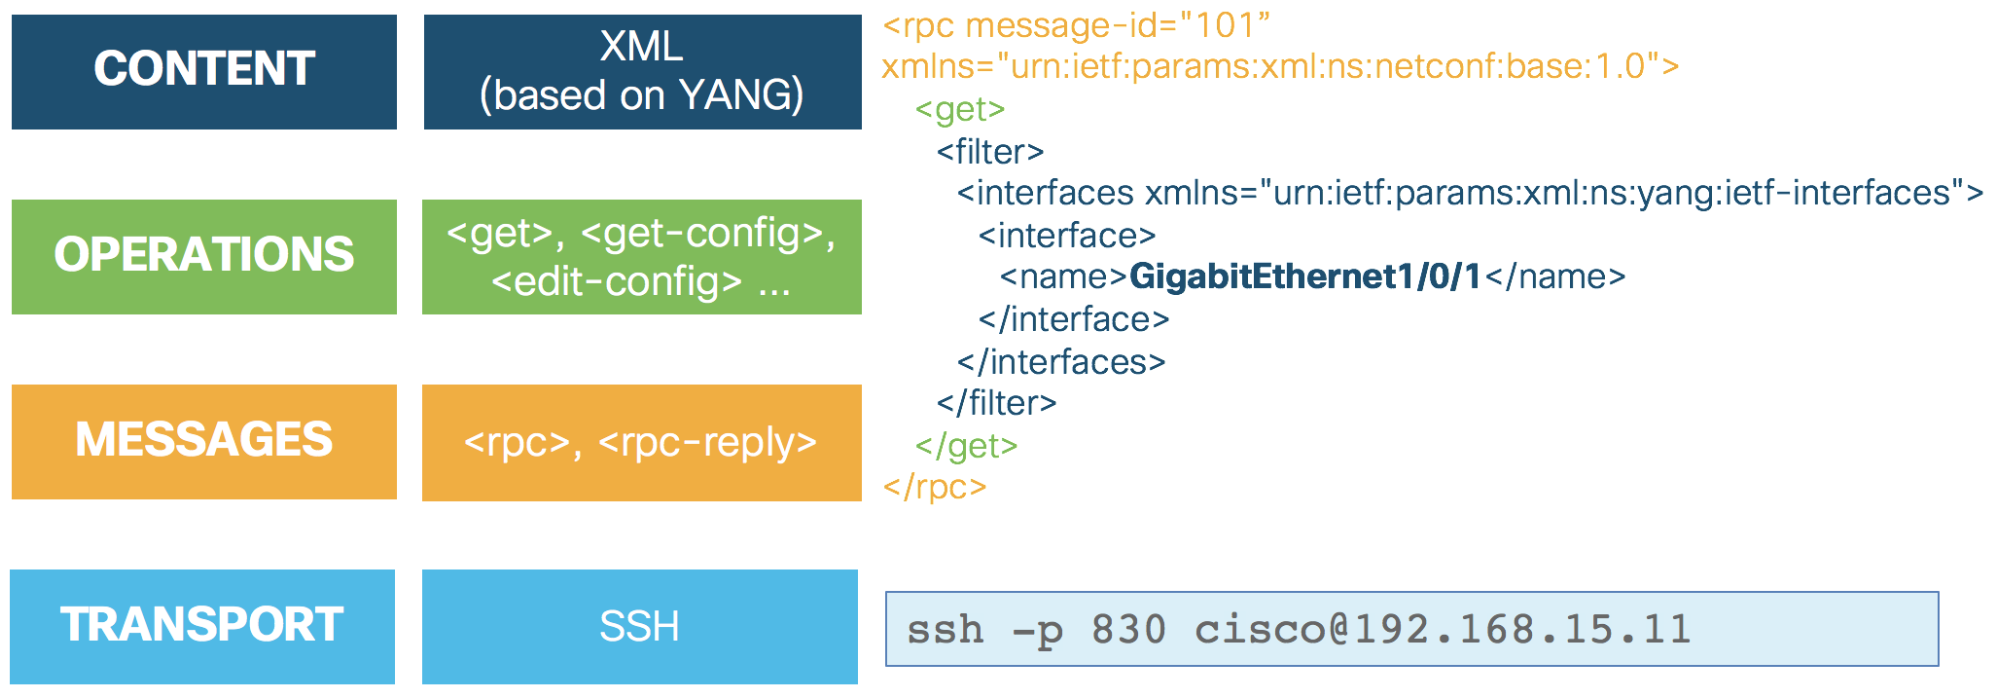 CONTENT
XML
(based on YANG)
OPERATIONS
<get>, <get-config>,
<edit-config> ...
MESSAGES
<rpc>, <rpc-reply>
TRANSPORT
SSH
<rpc message-id="101”
xmlns="urn:ietf:params:xml:ns:netconf:base:1.0">
<get>
<filter>
<interfaces xmlns="urn:ietf:params:xml:ns:yang:ietf-interfaces">
<interface>
<name>GigabitEthernet1/0/1</name>
</interface>
</interfaces>
</filter>
</get>
</rpc>
ssh -p 830 cisco@192.168.15.11